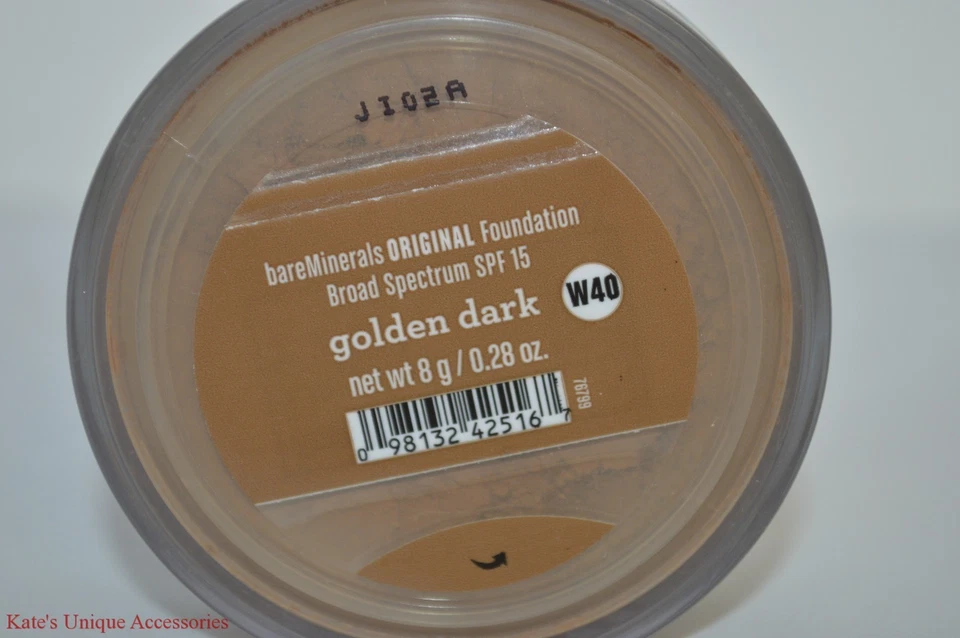 J102A
bareMinerals ORIGINAL Foundation
Broad Spectrum SPF 15
W40
golden dark
net wt 8 g / 0.28 oz.
76799
0 98132 42516 7
Kate's Unique Accessories